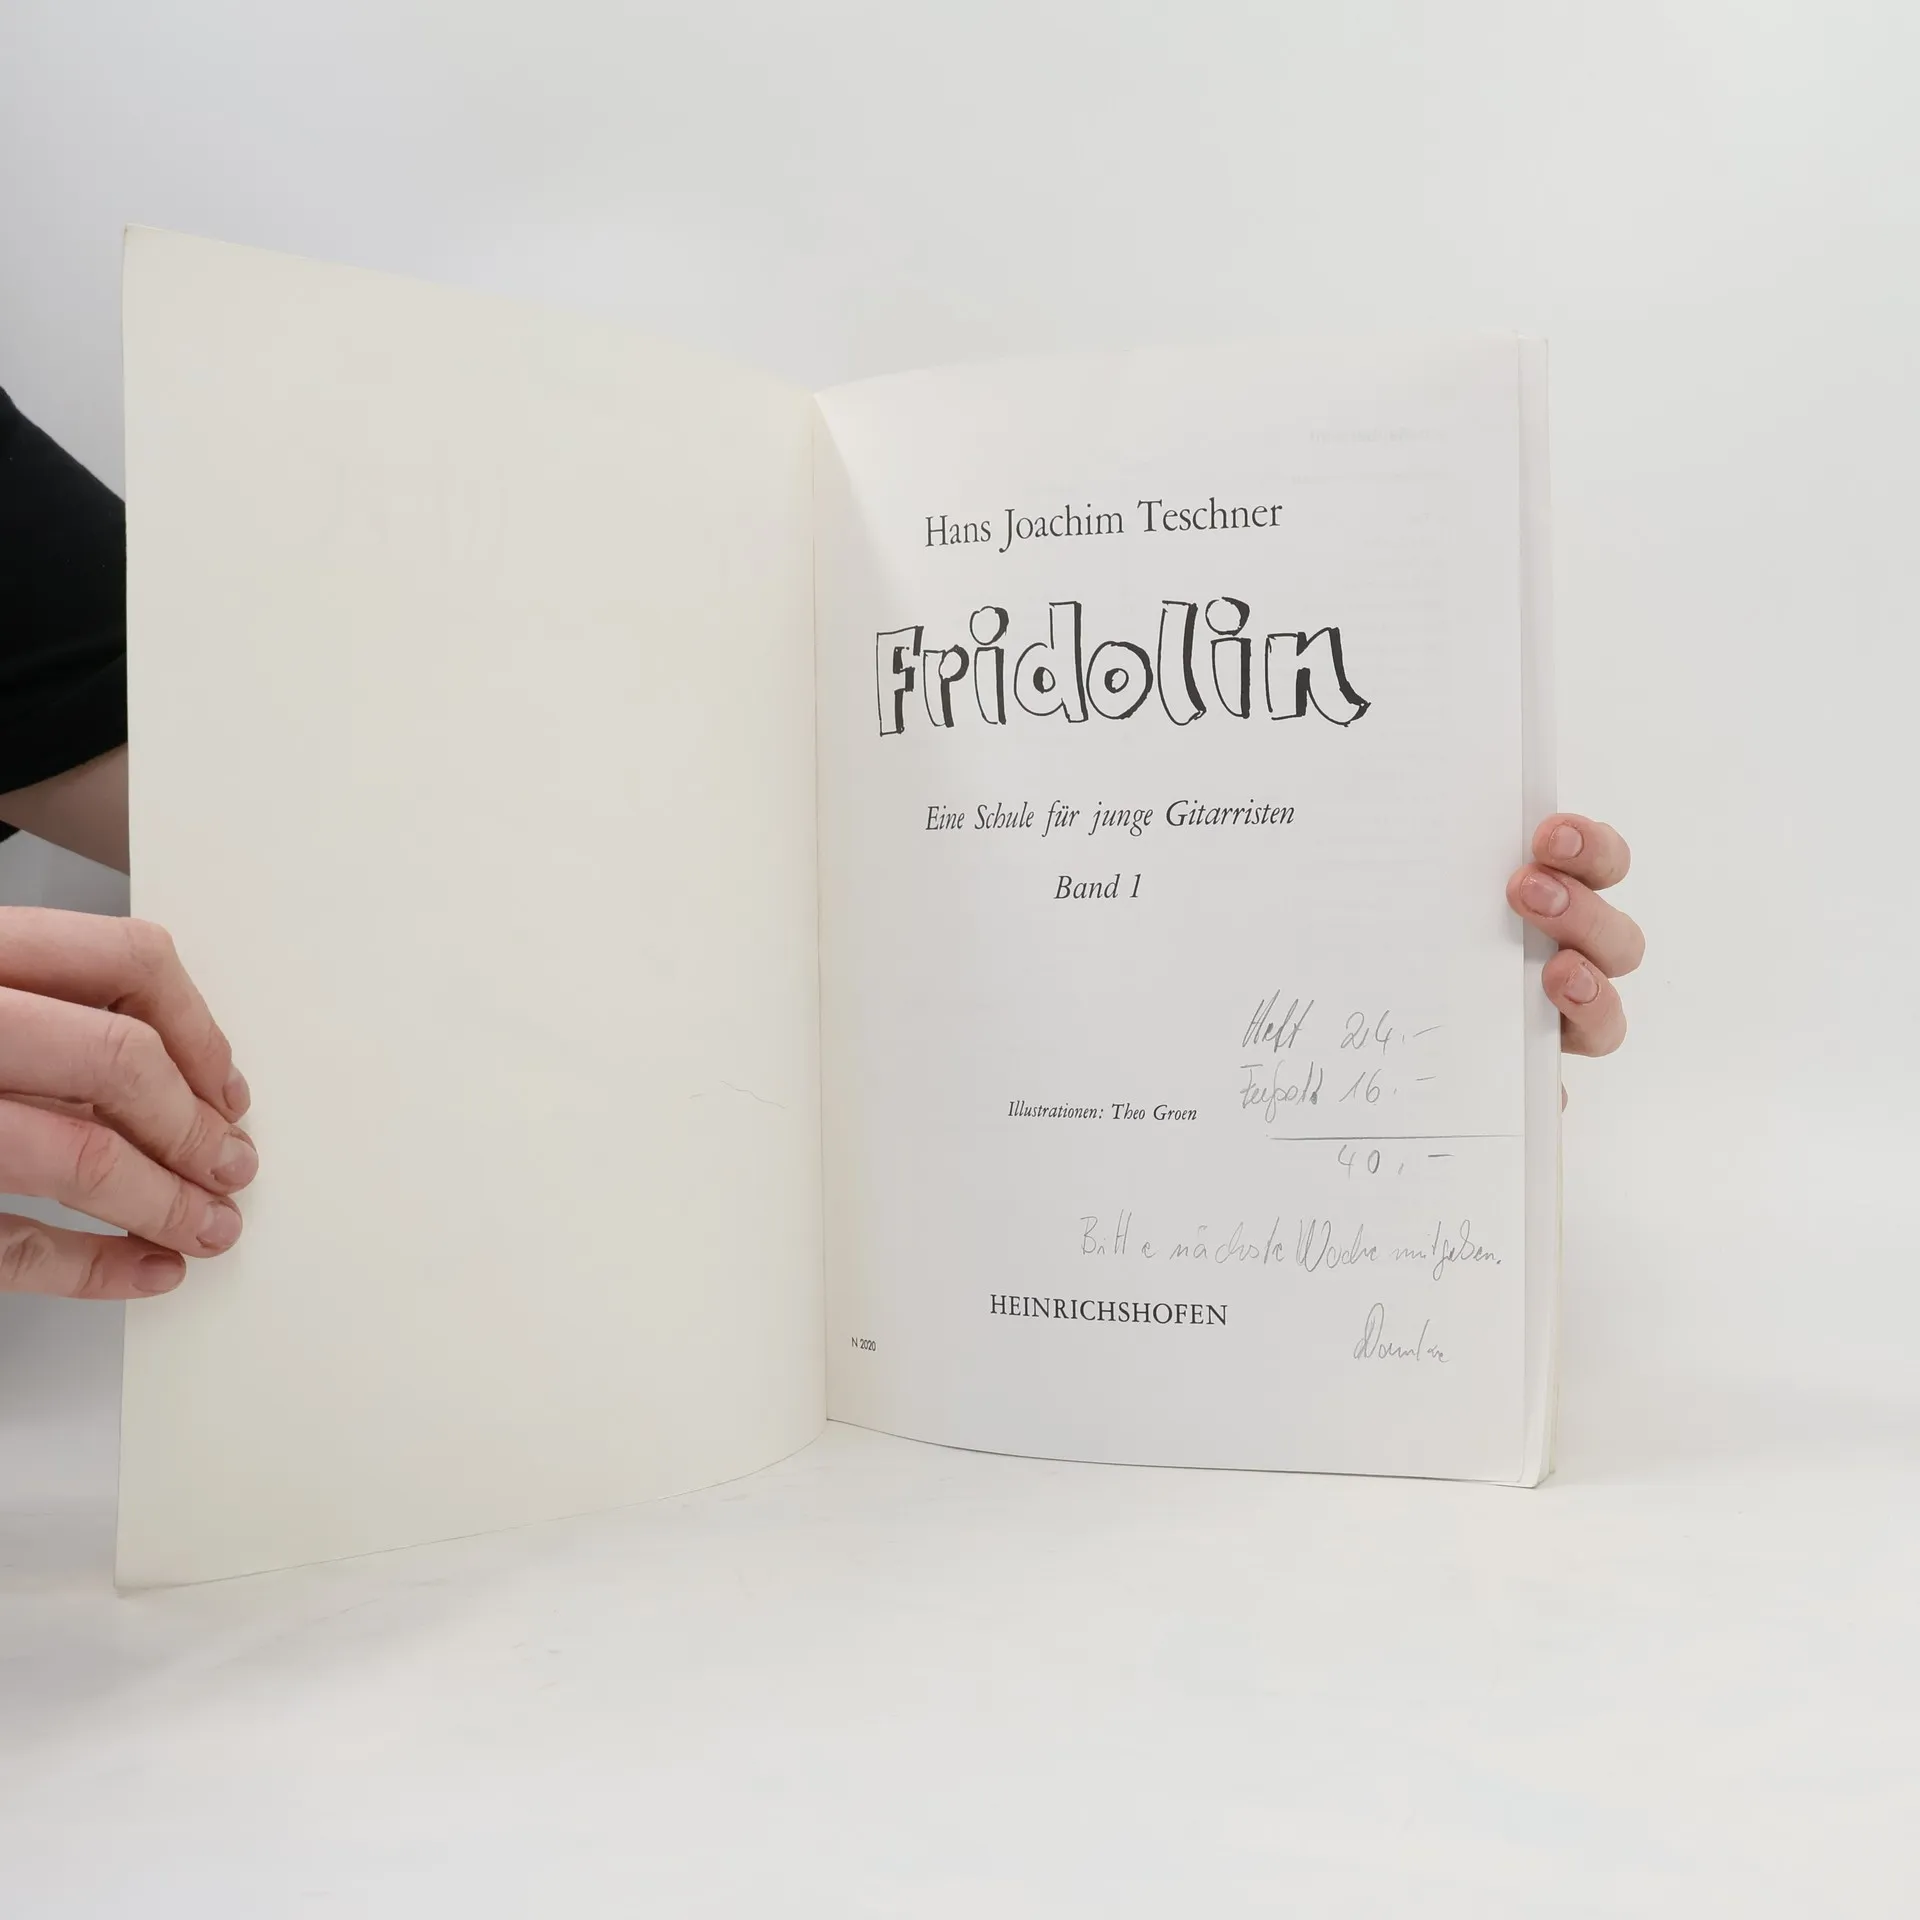 Hans Joachim Teschner
Fridolin
Eine Schule für junge Gitarristen
Band 1
Heft 24.-
16.-
Illustrationen: Theo Groen
40.-
Bitte nächste Woche mitgeben.
HEINRICHSHOFEN
Danke
N 2020